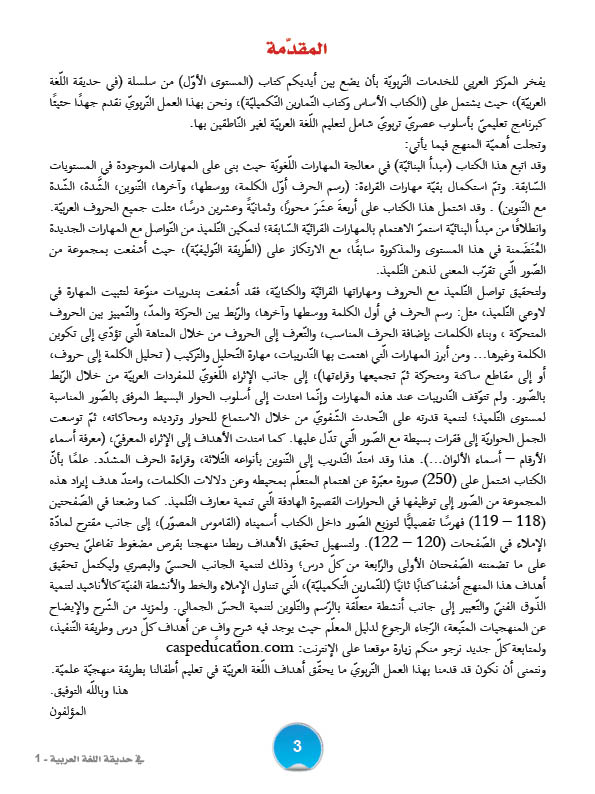 المقدّمة
يفخر المركز العربي للخدمات التّربويّة بأن يضع بين أيديكم كتاب (المستوى الأوّل) من سلسلة (في حديقة اللّغة
العربيّة)، حيث يشتمل على (الكتاب الأساس وكتاب التّمارين التّكميليّة)، ونحن بهذا العمل التّربويّ نقدم جهدًا حثيثًا
كبرنامج تعليميّ بأسلوب عصريّ تربويّ شامل لتعليم اللّغة العربيّة لغير النّاطقين بها.
وتجلت أهميّة المنهج فيما يأتي:
وقد اتبع هذا الكتاب (مبدأ البنائيّة) في معالجة المهارات اللّغويّة حيث بنى على المهارات الموجودة في المستويات
السّابقة. وتمّ استكمال بقيّة مهارات القراءة: (رسم الحرف أوّل الكلمة، ووسطها، وآخرها، التّنوين، الشّدة، الشّدة
مع التّنوين) . وقد اشتمل هذا الكتاب على أربعةَ عشَرَ محورًا، وثمانيةً وعشرين درسًا، مثلت جميع الحروف العربيّة.
وانطلاقًا من مبدأ البنائيّة استمرّ الاهتمام بالمهارات القرائيّة السّابقة؛ لتمكين التّلميذ من التّواصل مع المهارات الجديدة
المُتَضَمنة في هذا المستوى والمذكورة سابقًا، مع الارتكاز على (الطّريقة التّوليفيّة)، حيث أشفعت بمجموعة من
الصّور الّتي تقرّب المعنى لذهن التّلميذ.
ولتحقيق تواصل التّلميذ مع الحروف ومهاراتها القرائيّة والكتابيّة، فقد أشفعت بتدريبات منوّعة لتثبيت المهارة في
لاوعي التّلميذ، مثل: رسم الحرف في أول الكلمة ووسطها وآخرها، والرّبط بين الحركة والمدّ، والتّمييز بين الحروف
المتحركة ، وبناء الكلمات بإضافة الحرف المناسب، والتّعرف إلى الحروف من خلال المتاهة الّتي تؤدّي إلى تكوين
الكلمة وغيرها... ومن أبرز المهارات الّتي اهتمت بها التّدريبات، مهارة التّحليل والتّركيب ( تحليل الكلمة إلى حروف،
أو إلى مقاطع ساكنة ومتحركة ثمّ تجميعها وقراءتها)، إلى جانب الإثراء اللّغويّ للمفردات العربيّة من خلال الرّبط
بالصّور. ولم تتوّقف التّدريبات عند هذه المهارات وإنّما امتدت إلى أسلوب الحوار البسيط المرفق بالصّور المناسبة
لمستوى التّلميذ؛ لتنمية قدرته على التّحدث الشّفويّ من خلال الاستماع للحوار وترديده ومحاكاته، ثمّ توسعت
الجمل الحواريّة إلى فقرات بسيطة مع الصّور الّتي تدّل عليها. كما امتدت الأهداف إلى الإثراء المعرفيّ، (معرفة أسماء
الأرقام – أسماء الألوان...). هذا وقد امتدّ التّدريب إلى التّنوين بأنواعه الثّلاثة، وقراءة الحرف المشدّد. علمًا بأنّ
الكتاب اشتمل على (250) صورة معبّرة عن اهتمام المتعلّم بمحيطه وعن دلالات الكلمات، وامتدّ هدف إيراد هذه
المجموعة من الصّور إلى توظيفها في الحوارات القصيرة الهادفة الّتي تنمية معارف التّلميذ. كما وضعنا في الصّفحتين
(118 – 119) فهرسًا تفصيليًّا لتوزيع الصّور داخل الكتاب أسميناه (القاموس المصوّر)، إلى جانب مقترح لمادّة
الإملاء في الصّفحات (120 – 122). ولتسهيل تحقيق الأهداف ربطنا منهجنا بقرص مضغوط تفاعليّ يحتوي
على ما تضمنته الصّفحتان الأولى والرّابعة من كلّ درس؛ وذلك لتنمية الجانب الحسيّ والبصري وليكتمل تحقيق
أهداف هذا المنهج أضفنا كتابًا ثانيًا (للتّمارين التّكميليّة)، الّتي تتناول الإملاء والخط والأنشطة الفنيّة كالأناشيد لتنمية
الذّوق الفنيّ والتّعبير إلى جانب أنشطة متعلّقة بالرّسم والتّلوين لتنمية الحسّ الجمالي. ولمزيد من الشّرح والإيضاح
عن المنهجيات المتّبعة، الرّجاء الرجوع لدليل المعلّم حيث يوجد فيه شرح وافٍ عن أهداف كلّ درس وطريقة التّنفيذ،
ولمتابعة كلّ جديد نرجو منكم زيارة موقعنا على الإنترنت: caspeducation.com
ونتمنى أن نكون قد قدمنا بهذا العمل التّربويّ ما يحقّق أهداف اللّغة العربيّة في تعليم أطفالنا بطريقة منهجيّة علميّة.
هذا وباللّه التوفيق.
المؤلفون
3
في حديقة اللغة العربية - 1